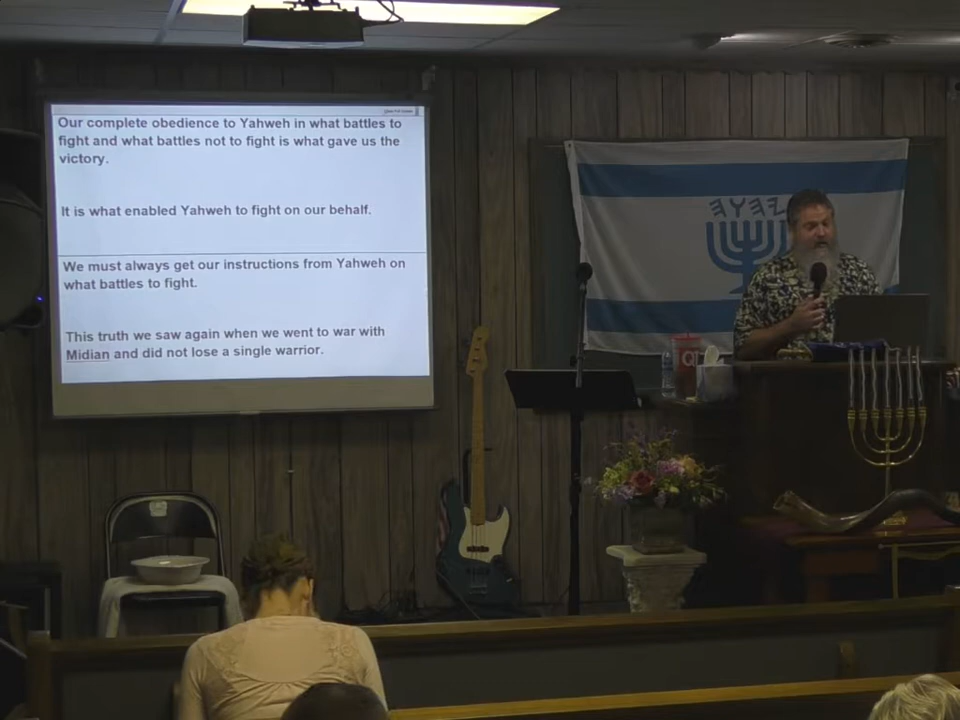 Our complete obedience to Yahweh in what battles to
fight and what battles not to fight is what gave us the
victory.
It is what enabled Yahweh to fight on our behalf.
We must always get our instructions from Yahweh on
what battles to fight.
This truth we saw again when we went to war with
Midian and did not lose a single warrior.